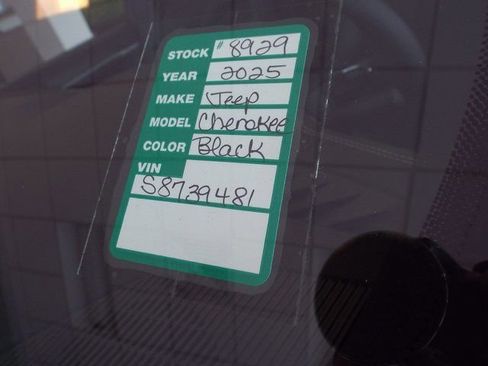 STOCK #8929
YEAR 2025
MAKE Jeep
MODEL Cherokee
COLOR Black
VIN
S8739481